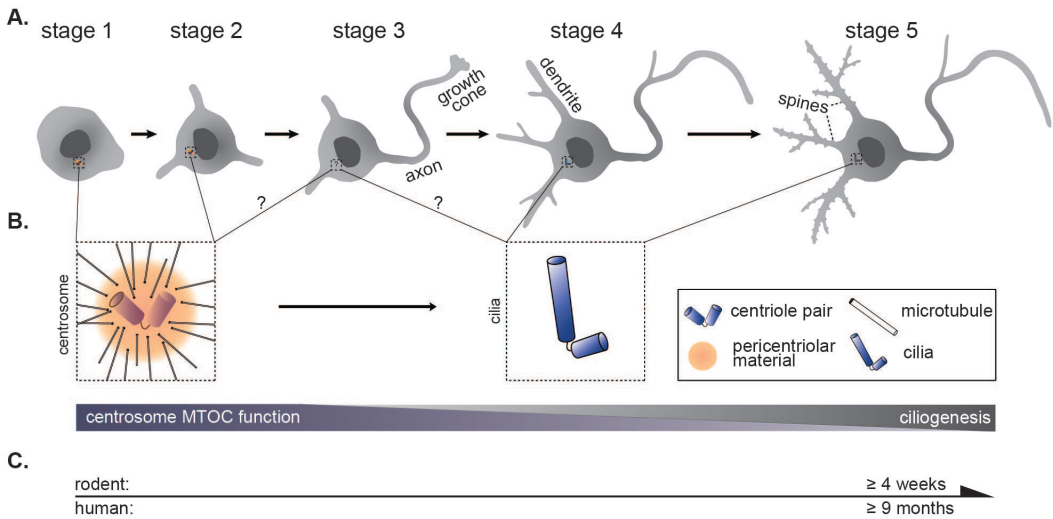 A.
stage 1
stage 2
stage 3
stage 4
stage 5
growth
cone
dendrite
spines
axon
?
?
?
B.
centrosome
cilia
centriole pair
microtubule
pericentriolar
material
cilia
centrosome MTOC function
ciliogenesis
C.
rodent:
≥ 4 weeks
human:
≥ 9 months